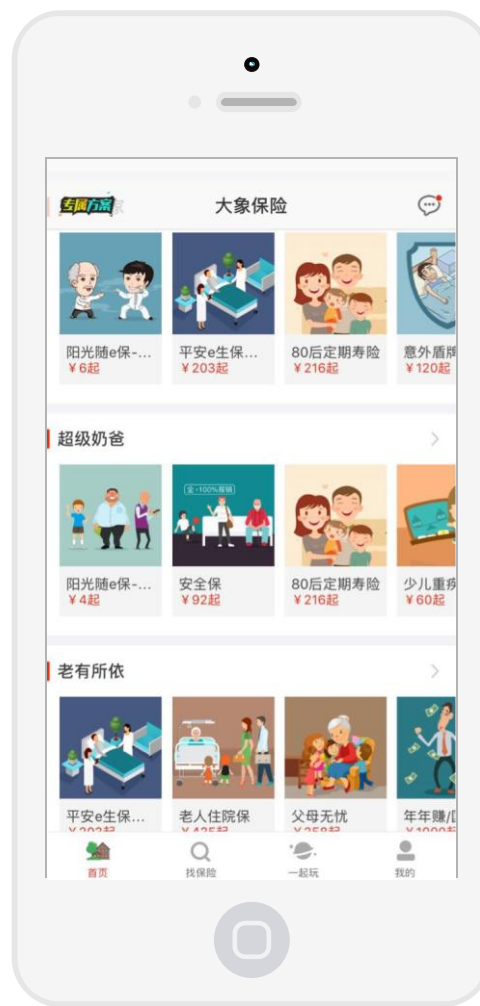 专属方案
大象保险
阳光随e保-...
平安e生保...
80后定期寿险
意外盾牌
¥6起
¥203起
¥216起
¥120起
超级奶爸
全-100%报销
阳光随e保-...
安全保
80后定期寿险
少儿重疾
¥4起
¥92起
¥216起
¥60起
老有所依
平安e生保...
老人住院保
父母无忧
年年赚/
首页
找保险
一起玩
我的